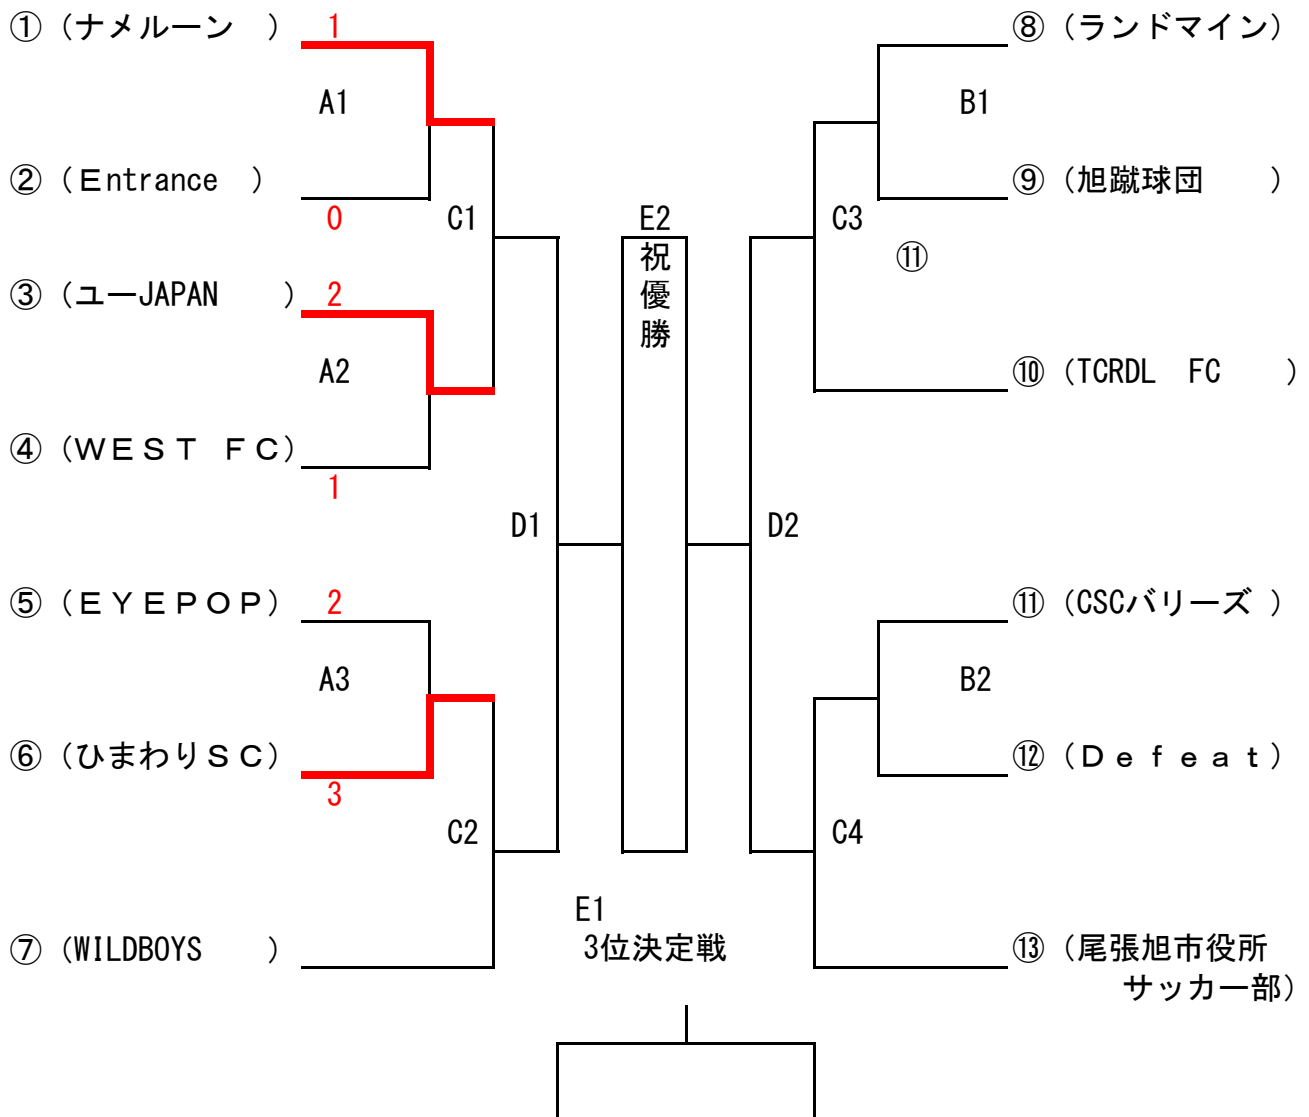 ①（ナメルーン　） 1
A1
②（Ｅntrance　）
0
C1
③（ユーJAPAN　　） 2
A2
④（ＷＥＳＴ　ＦＣ）
1
D1
⑤（ＥＹＥＰＯＰ） 2
A3
⑥（ひまわりＳＣ）
3
C2
⑦（WILDBOYS　　）
E2
祝
優
勝
E1
3位決定戦
⑧（ランドマイン）
B1
⑨（旭蹴球団　　）
C3
⑪
⑩（TCRDL　FC　　）
D2
⑪（CSCバリーズ ）
B2
⑫（Ｄｅｆｅａｔ）
C4
⑬（尾張旭市役所
サッカー部）